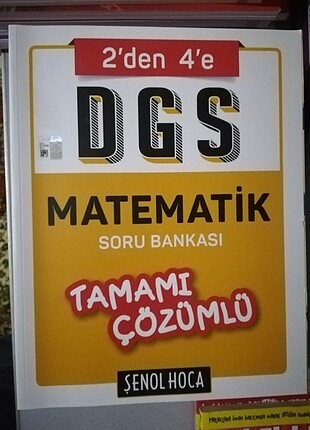 2'den 4'e
DGS
MATEMATİK
SORU BANKASI
TAMAMI
ÇÖZÜMLÜ
ŞENOL HOCA